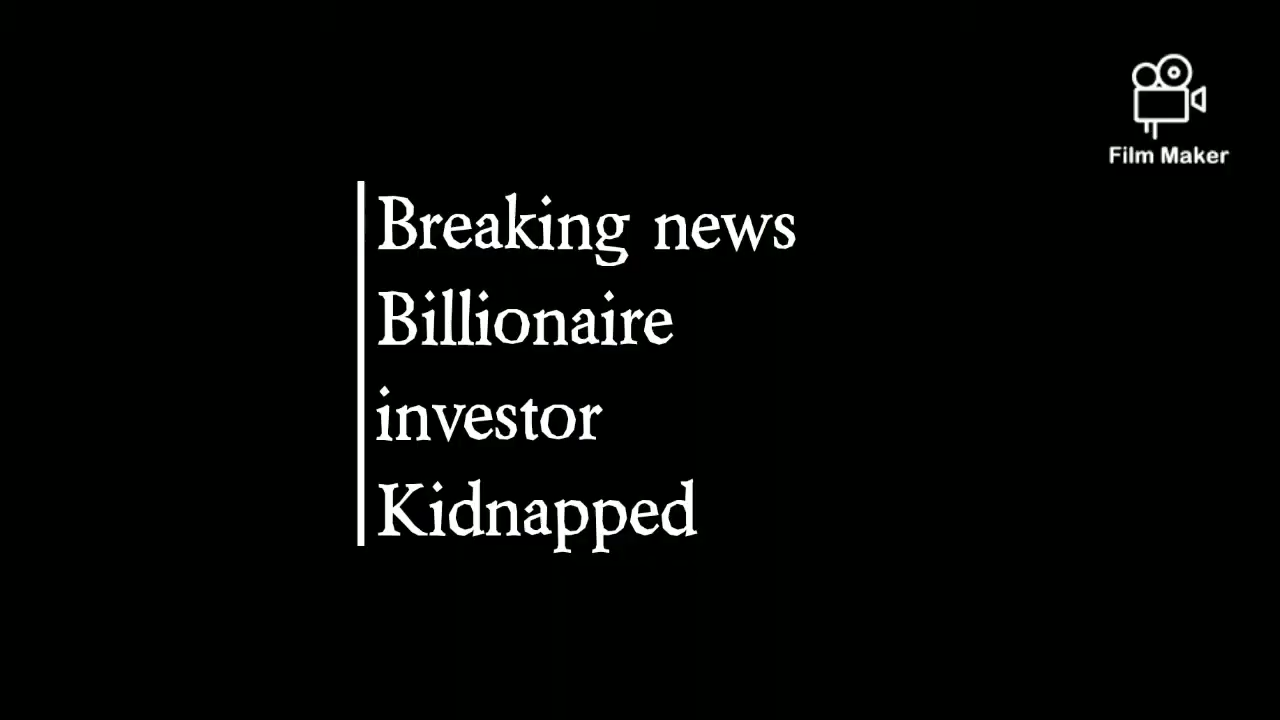 Film Maker
Breaking news
Billionaire
investor
Kidnapped